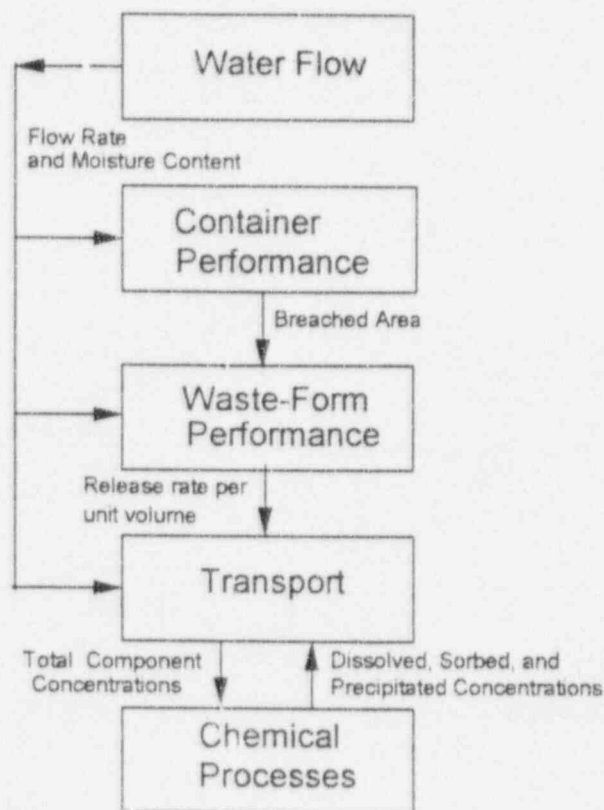 Water Flow
Flow Rate
and Moisture Content
Container
Performance
Breached Area
Waste-Form
Performance
Release rate per
unit volume
Transport
Total Component
Concentrations
Dissolved, Sorbed, and
Precipitated Concentrations
Chemical
Processes